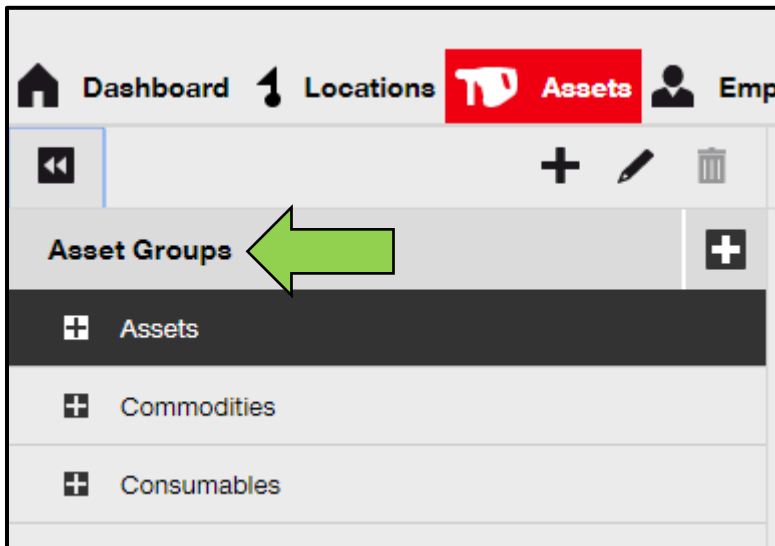 Dashboard Locations Assets Emp
Asset Groups
Assets
Commodities
Consumables